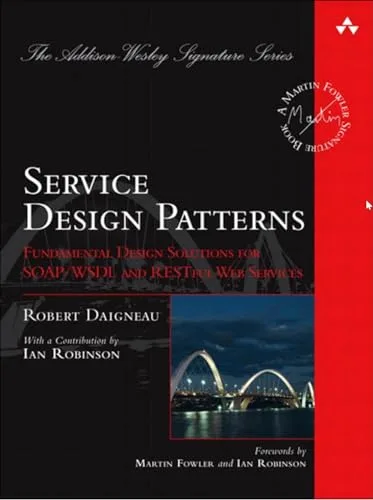 The Addison-Wesley Signature Series
A MARTIN FOWLER SIGNATURE BOOK
Martin
SERVICE
DESIGN PATTERNS
FUNDAMENTAL DESIGN SOLUTIONS FOR
SOAP/WSDL AND RESTFUL WEB SERVICES
ROBERT DAIGNEAU
With a Contribution by
IAN ROBINSON
Forewords by
MARTIN FOWLER AND IAN ROBINSON